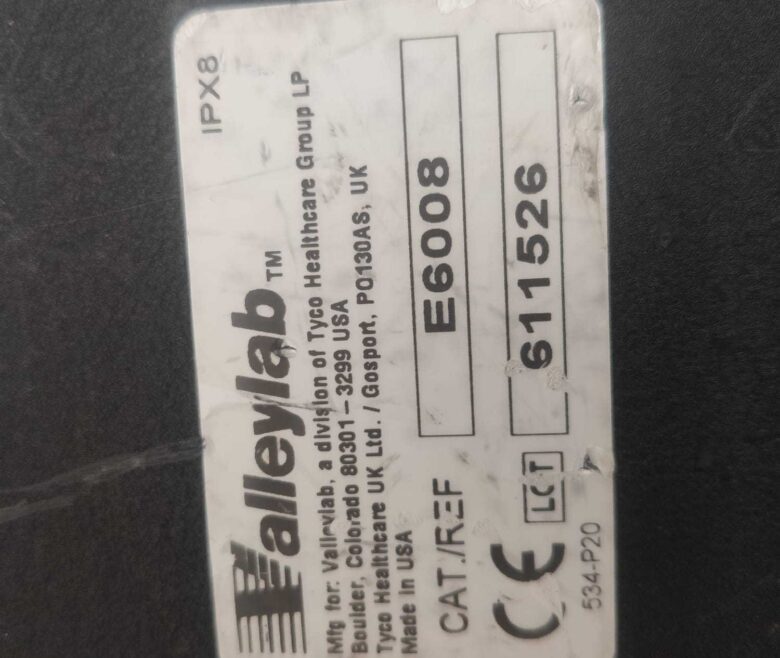 IPX8
Valleylab™
Mfg for: Valleylab, a division of Tyco Healthcare Group LP
Boulder, Colorado 80301-3299 USA
Tyco Healthcare UK Ltd. / Gosport, PO130AS, UK
Made in USA
CAT./REF E6008
CE LOT 611526
534-P20